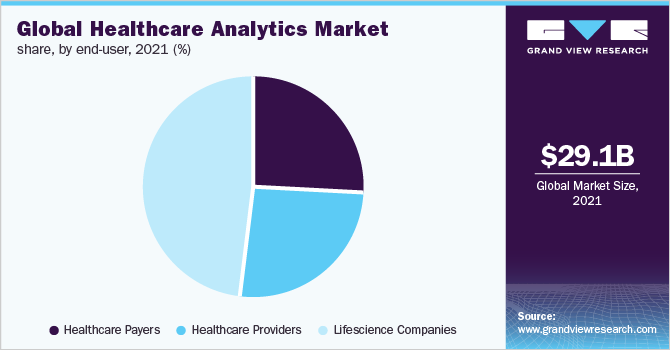 Global Healthcare Analytics Market
share, by end-user, 2021 (%)
GRAND VIEW RESEARCH
$29.1B
Global Market Size,
2021
Healthcare Payers
Healthcare Providers
Lifescience Companies
Source:
www.grandviewresearch.com